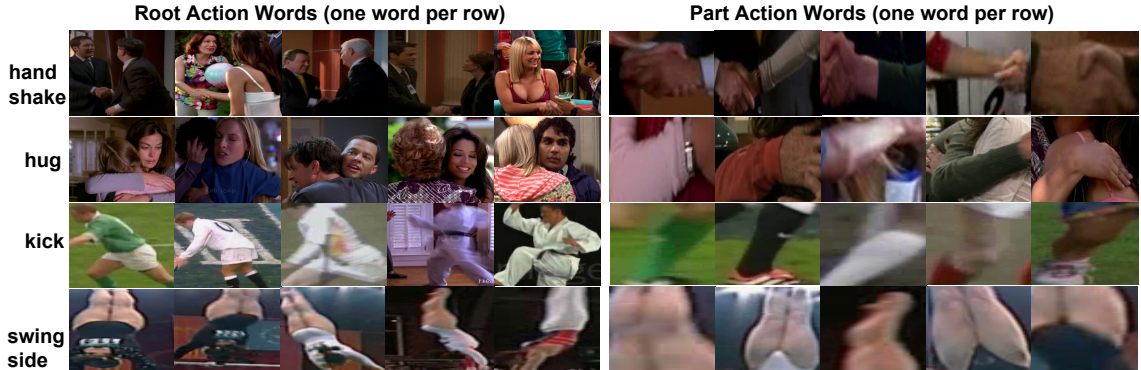 Root Action Words (one word per row)
Part Action Words (one word per row)
hand
shake
hug
kick
swing
side